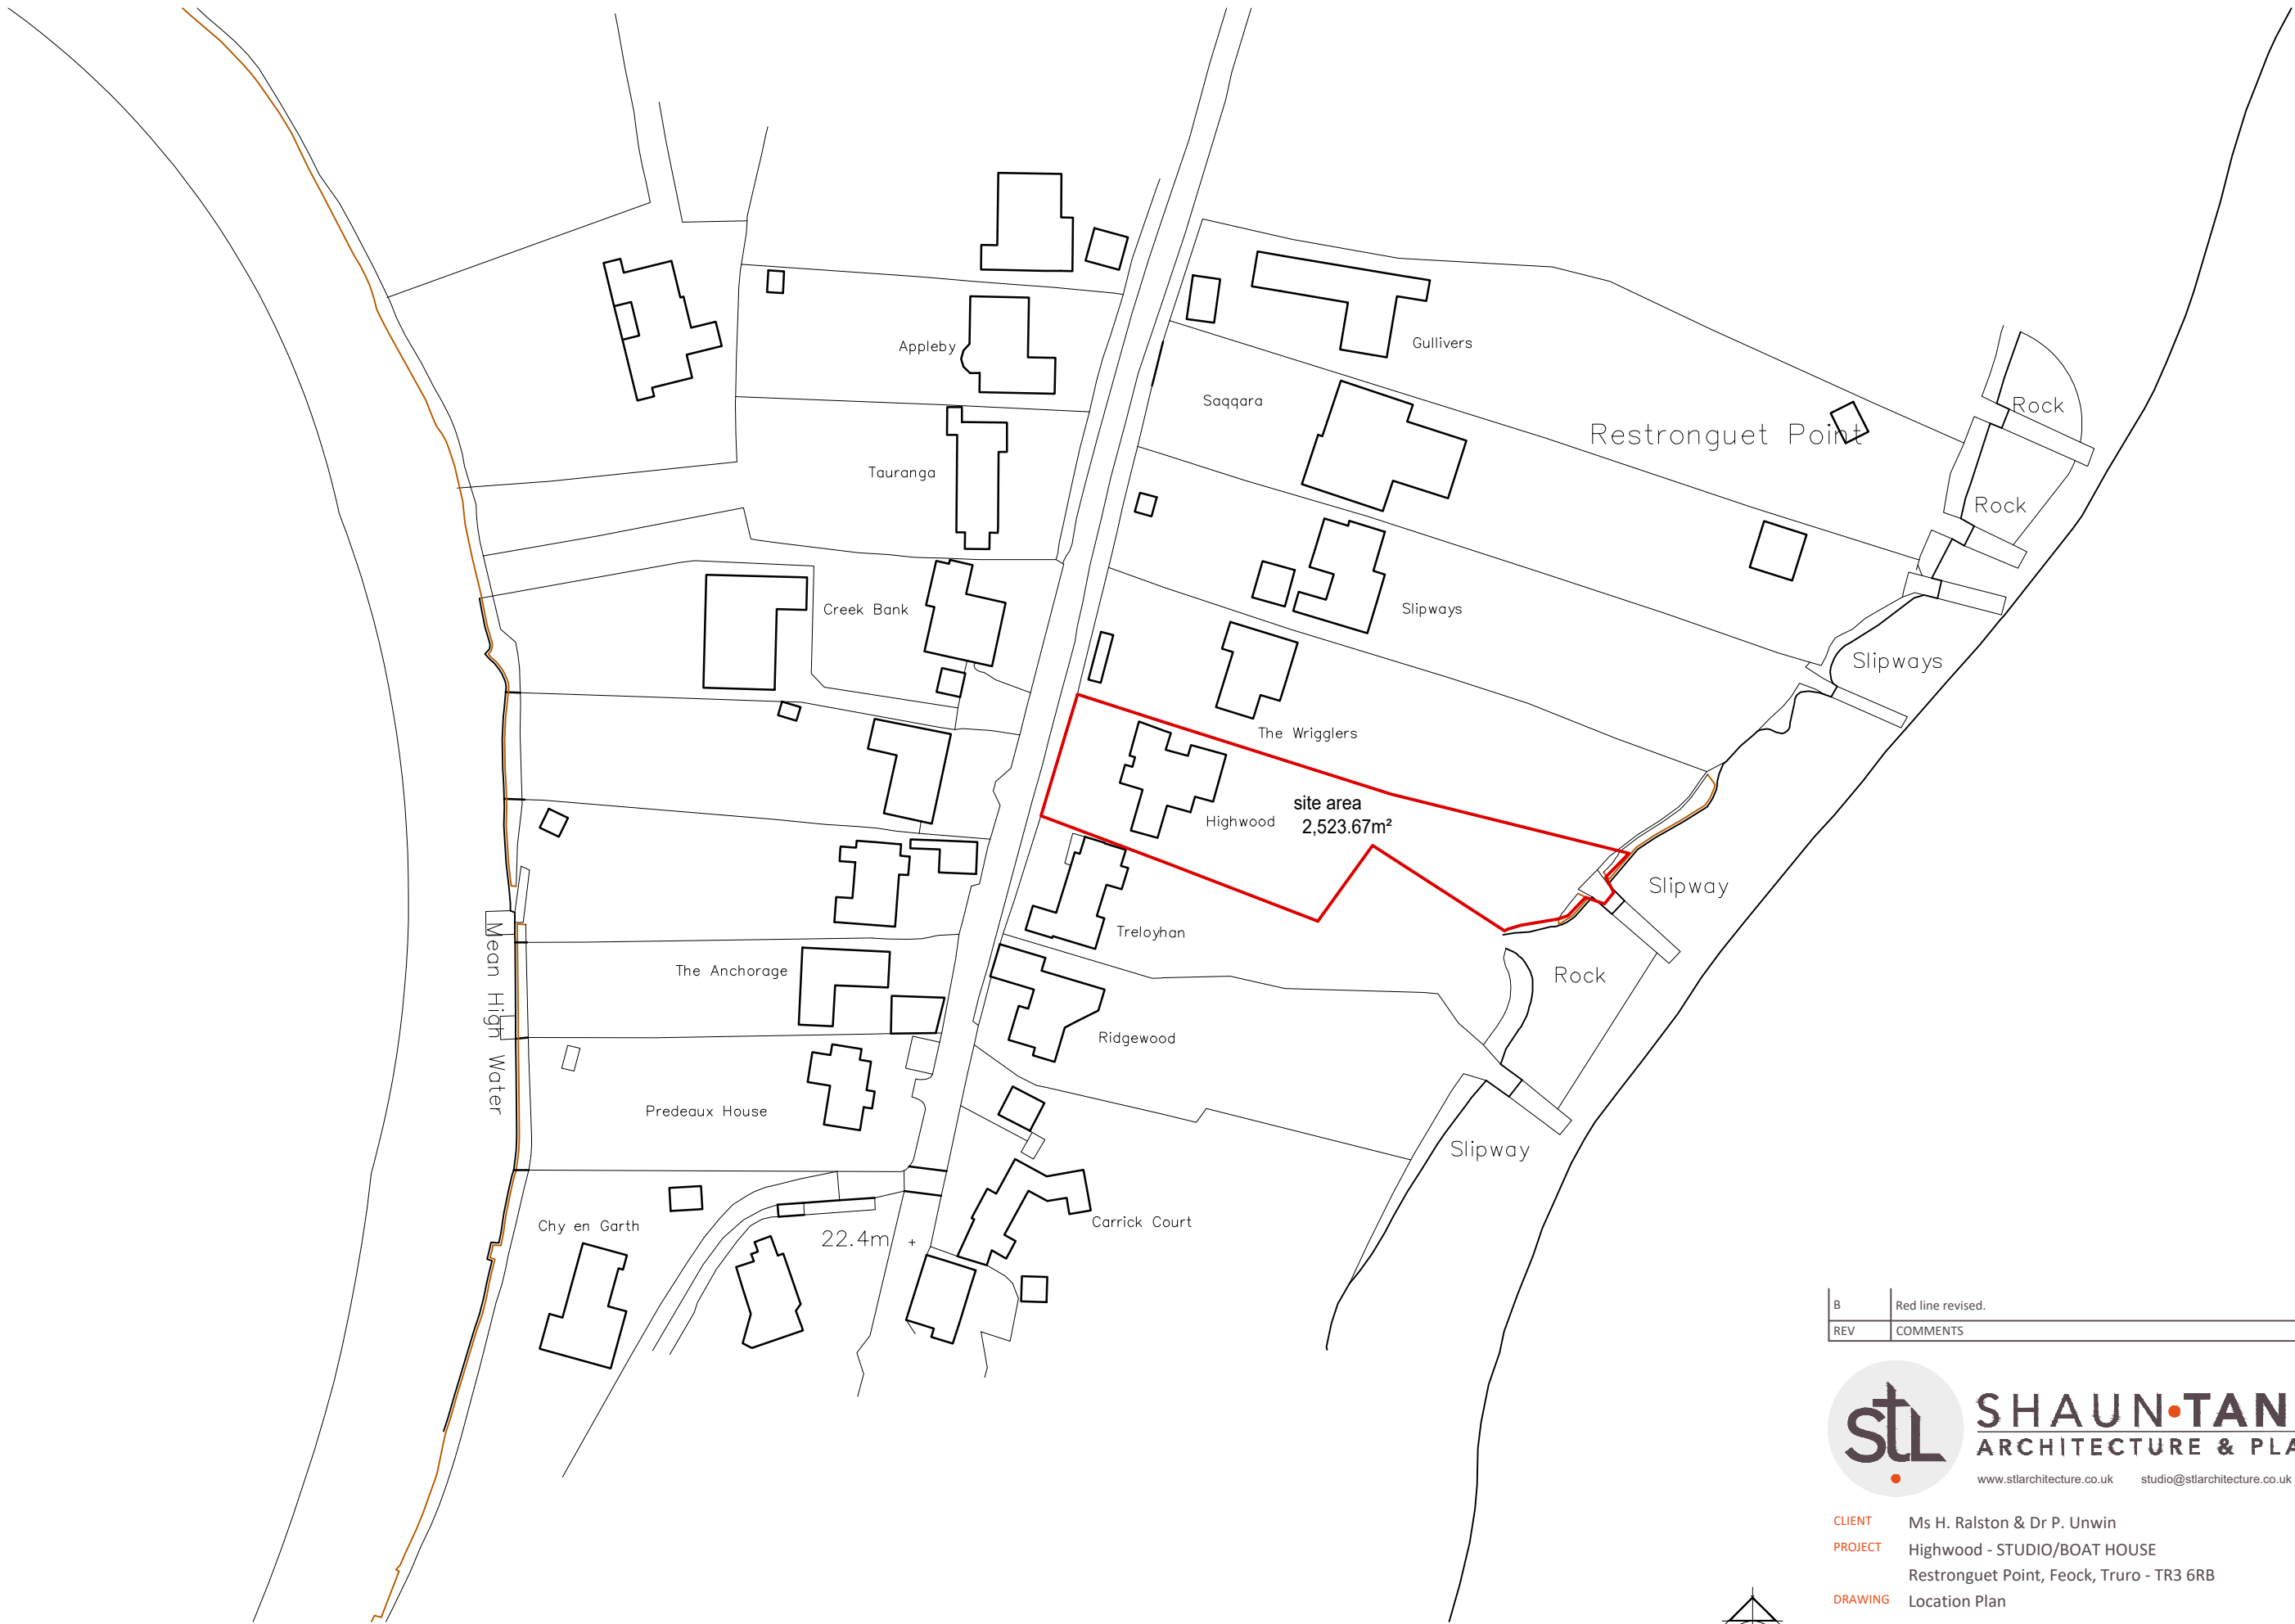 Appleby
Gullivers
Saqqara
Rock
Restronguet Point
Tauranga
Rock
Creek Bank
Slipways
Slipways
The Wrigglers
site area
2,523.67m²
Highwood
Slipway
Treloyhan
The Anchorage
Rock
Mean High Water
Ridgewood
Predeaux House
Slipway
Chy en Garth
22.4m
Carrick Court
B Red line revised.
REV COMMENTS
StL
SHAUN•TAN
ARCHITECTURE & PLA
www.stlarchitecture.co.uk studio@stlarchitecture.co.uk
CLIENT Ms H. Ralston & Dr P. Unwin
PROJECT Highwood - STUDIO/BOAT HOUSE
Restronguet Point, Feock, Truro - TR3 6RB
DRAWING Location Plan